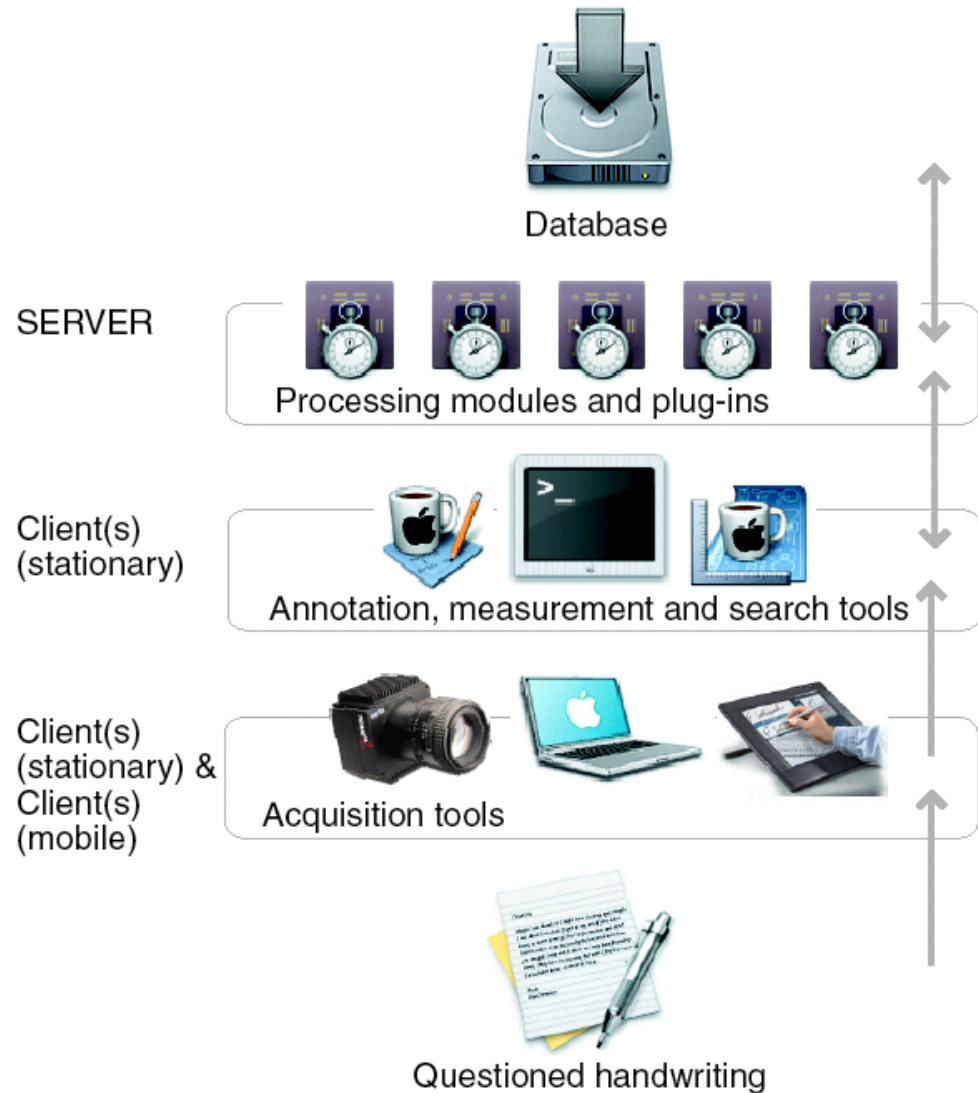 Database
SERVER
Processing modules and plug-ins
Client(s)
(stationary)
Annotation, measurement and search tools
Client(s)
(stationary) &
Client(s)
(mobile)
Acquisition tools
Questioned handwriting